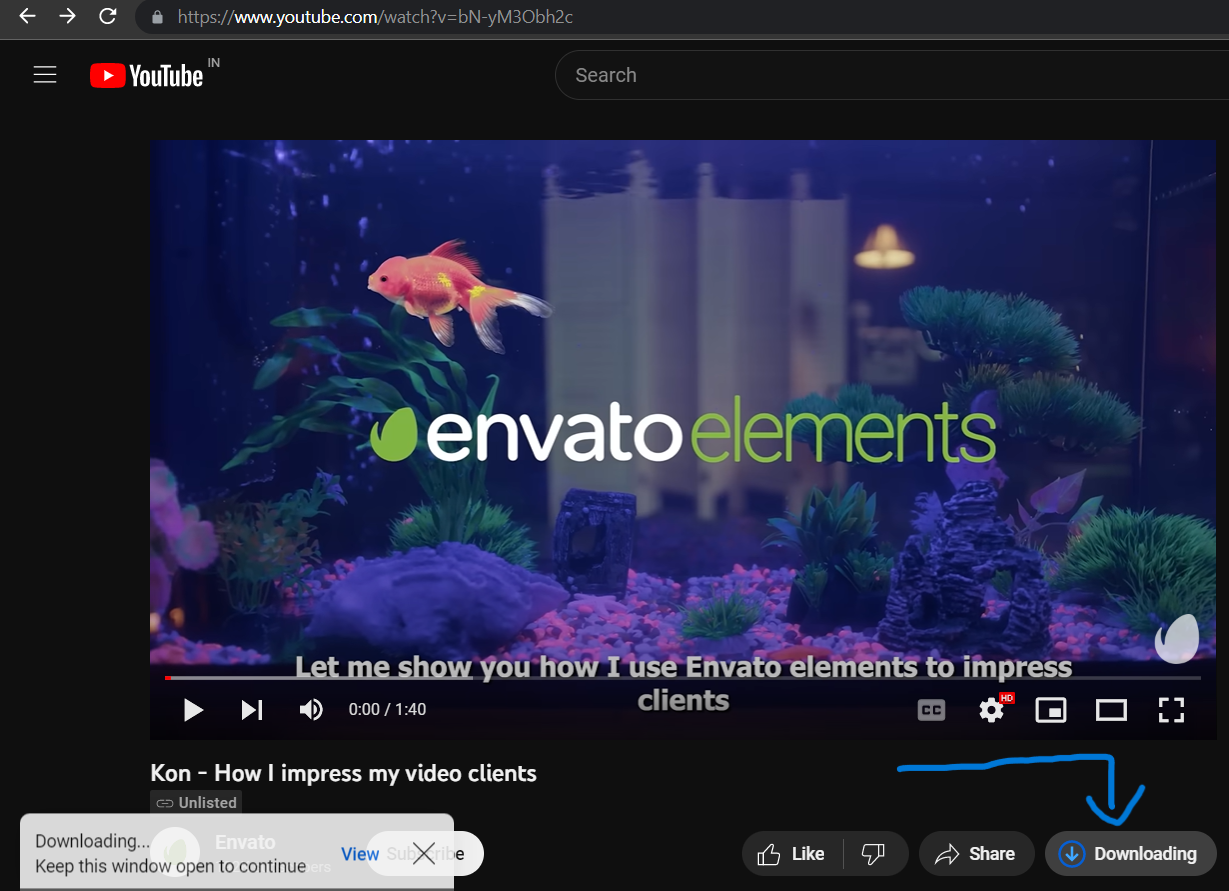 https://www.youtube.com/watch?v=bN-yM3Obh2c
YouTube IN
Search
envato elements
Let me show you how I use Envato elements to impress
clients
0:00 / 1:40
CC
HD
Kon - How I impress my video clients
Unlisted
Envato
Downloading...
Keep this window open to continue
View
Subscribe
Like
Share
Downloading